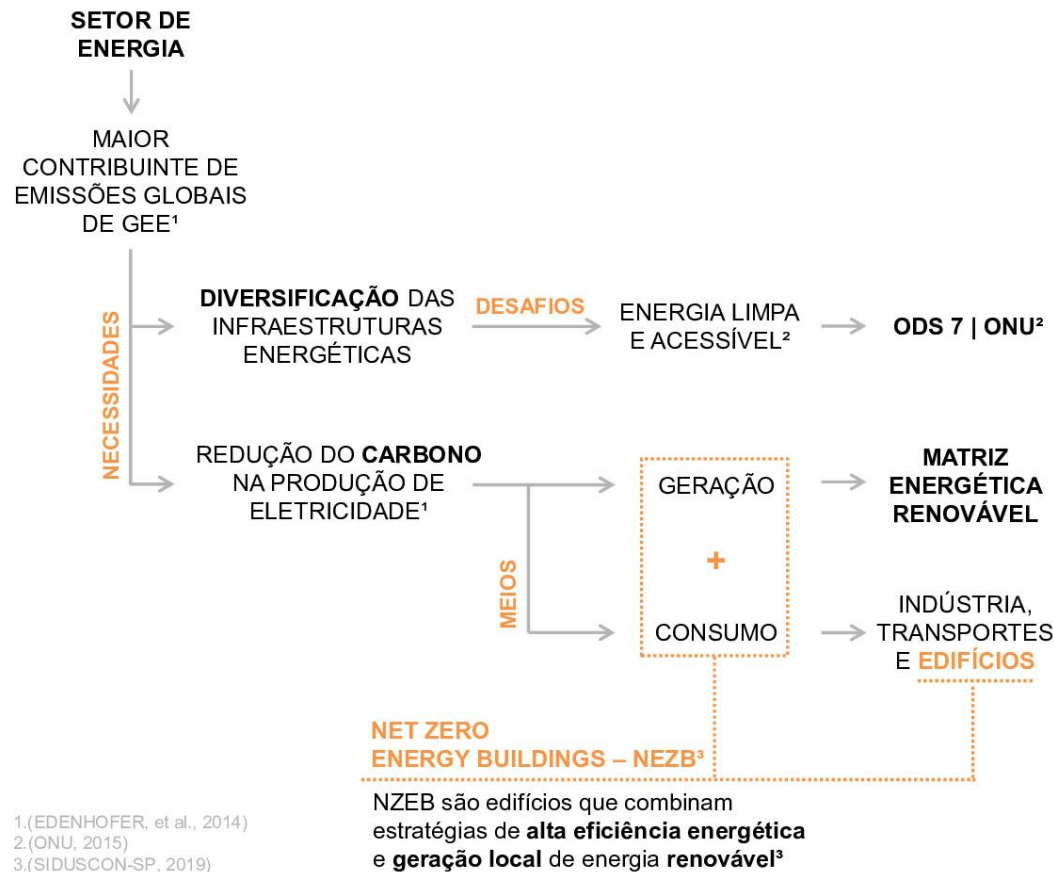 SETOR DE
ENERGIA
MAIOR
CONTRIBUINTE DE
EMISSÕES GLOBAIS
DE GEE¹
NECESSIDADES
DIVERSIFICAÇÃO DAS
INFRAESTRUTURAS
ENERGÉTICAS
DESAFIOS
ENERGIA LIMPA
E ACESSÍVEL²
ODS 7 | ONU²
REDUÇÃO DO CARBONO
NA PRODUÇÃO DE
ELETRICIDADE¹
MEIOS
GERAÇÃO
+
CONSUMO
MATRIZ
ENERGÉTICA
RENOVÁVEL
INDÚSTRIA,
TRANSPORTES
E EDIFÍCIOS
NET ZERO
ENERGY BUILDINGS – NEZB³
NZEB são edifícios que combinam
estratégias de alta eficiência energética
e geração local de energia renovável³
1.(EDENHOFER, et al., 2014)
2.(ONU, 2015)
3.(SIDUSCON-SP, 2019)